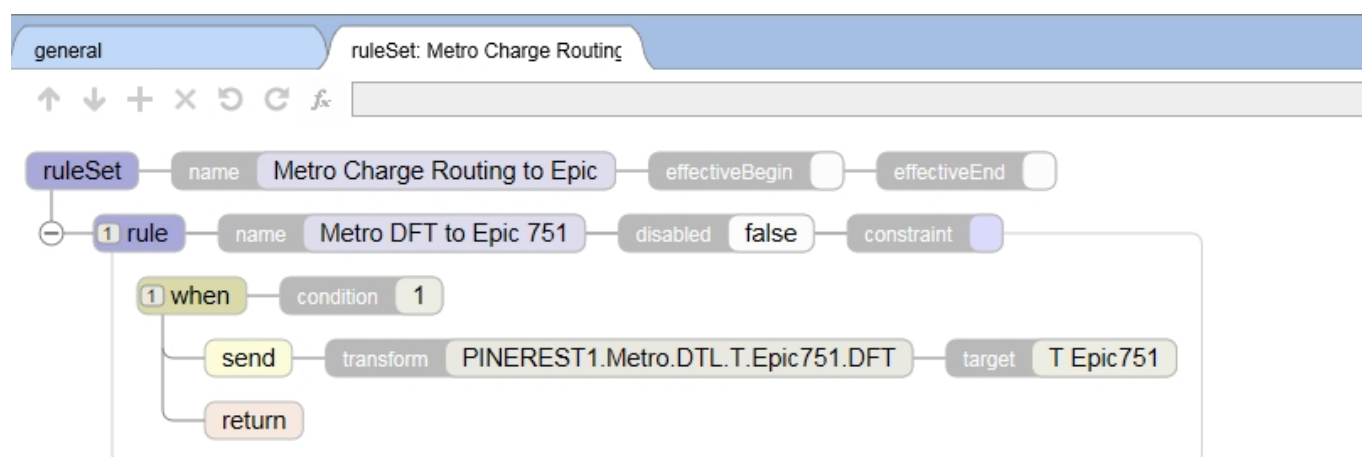 general ruleSet: Metro Charge Routing
fx
ruleSet name Metro Charge Routing to Epic effectiveBegin effectiveEnd
1 rule name Metro DFT to Epic 751 disabled false constraint
1 when condition 1
send transform PINEREST1.Metro.DTL.T.Epic751.DFT target T Epic751
return